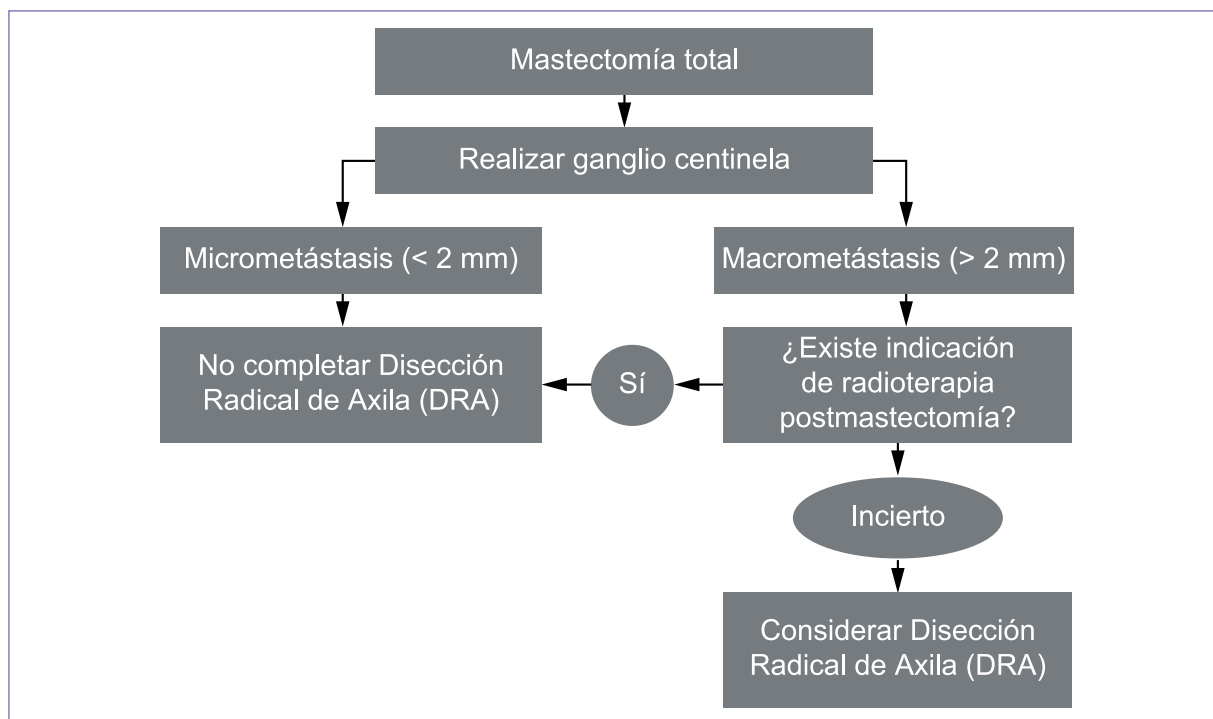 Mastectomía total
Realizar ganglio centinela
Micrometástasis (< 2 mm)
Macrometástasis (> 2 mm)
No completar Disección
Radical de Axila (DRA)
Sí
¿Existe indicación
de radioterapia
postmastectomía?
Incierto
Considerar Disección
Radical de Axila (DRA)